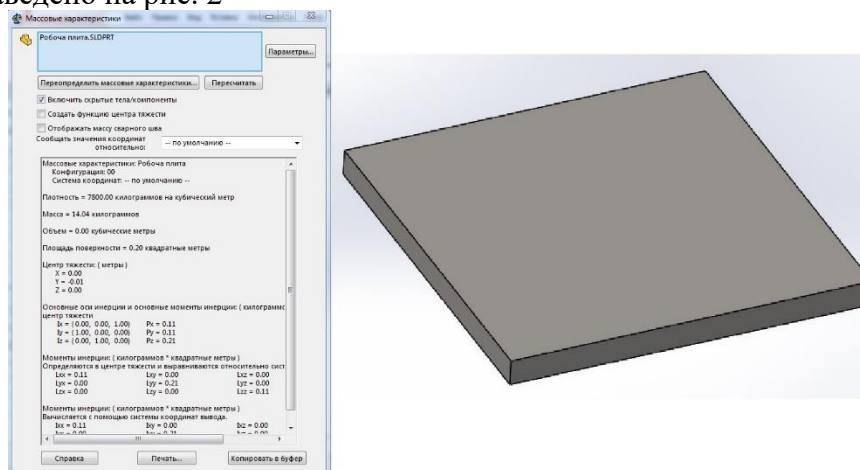 аведено на рис. 2
Массовые характеристики
Робоча плита.SLDPRT
Параметры...
Переопределить массовые характеристики...
Пересчитать
Включить скрытые тела/компоненты
Создать функцию центра тяжести
Отображать массу сварного шва
Сообщать значения координат относительно:
-- по умолчанию --
Массовые характеристики: Робоча плита
Конфигурация: 00
Система координат: -- по умолчанию --
Плотность = 7800.00 килограммов на кубический метр
Масса = 14.04 килограммов
Объем = 0.00 кубические метры
Площадь поверхности = 0.20 квадратные метры
Центр тяжести: ( метры )
X = 0.00
Y = -0.01
Z = 0.00
Основные оси инерции и основные моменты инерции: ( килограммс
центр тяжести
Ix = ( 0.00, 0.00, 1.00) Px = 0.11
Iy = ( 1.00, 0.00, 0.00) Py = 0.11
Iz = ( 0.00, 1.00, 0.00) Pz = 0.21
Моменты инерции: ( килограммов * квадратные метры )
Определяются в центре тяжести и выравниваются относительно сист
Lxx = 0.11 Lxy = 0.00 Lxz = 0.00
Lyx = 0.00 Lyy = 0.21 Lyz = 0.00
Lzx = 0.00 Lzy = 0.00 Lzz = 0.11
Моменты инерции: ( килограммов * квадратные метры )
Вычисляется с помощью системы координат вывода.
Ixx = 0.11 Ixy = 0.00 Ixz = 0.00
Справка
Печать...
Копировать в буфер